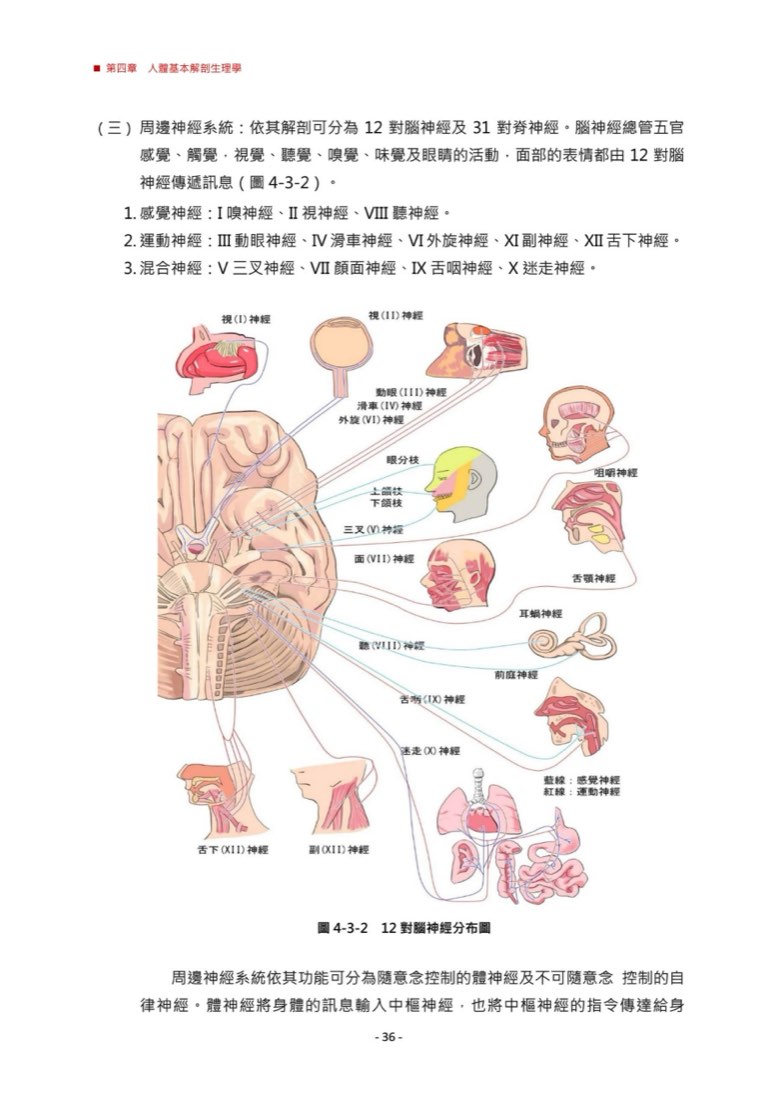 ■ 第四章 人體基本解剖生理學
（三）周邊神經系統：依其解剖可分為 12 對腦神經及 31 對脊神經。腦神經總管五官
感覺、觸覺，視覺、聽覺、嗅覺、味覺及眼睛的活動，面部的表情都由 12 對腦
神經傳遞訊息（圖 4-3-2）。
1. 感覺神經：I 嗅神經、II 視神經、VIII 聽神經。
2. 運動神經：III 動眼神經、IV 滑車神經、VI 外旋神經、XI 副神經、XII 舌下神經。
3. 混合神經：V 三叉神經、VII 顏面神經、IX 舌咽神經、X 迷走神經。
視(I)神經
視(II)神經
動眼(III)神經
滑車(IV)神經
外旋(VI)神經
眼分枝
咀嚼神經
上頜枝
下頜枝
三叉(V)神經
面(VII)神經
舌顎神經
耳蝸神經
聽(VIII)神經
前庭神經
舌咽(IX)神經
迷走(X)神經
藍線：感覺神經
紅線：運動神經
舌下(XII)神經
副(XII)神經
圖 4-3-2 12 對腦神經分布圖
周邊神經系統依其功能可分為隨意念控制的體神經及不可隨意念 控制的自
律神經。體神經將身體的訊息輸入中樞神經，也將中樞神經的指令傳達給身
- 36 -